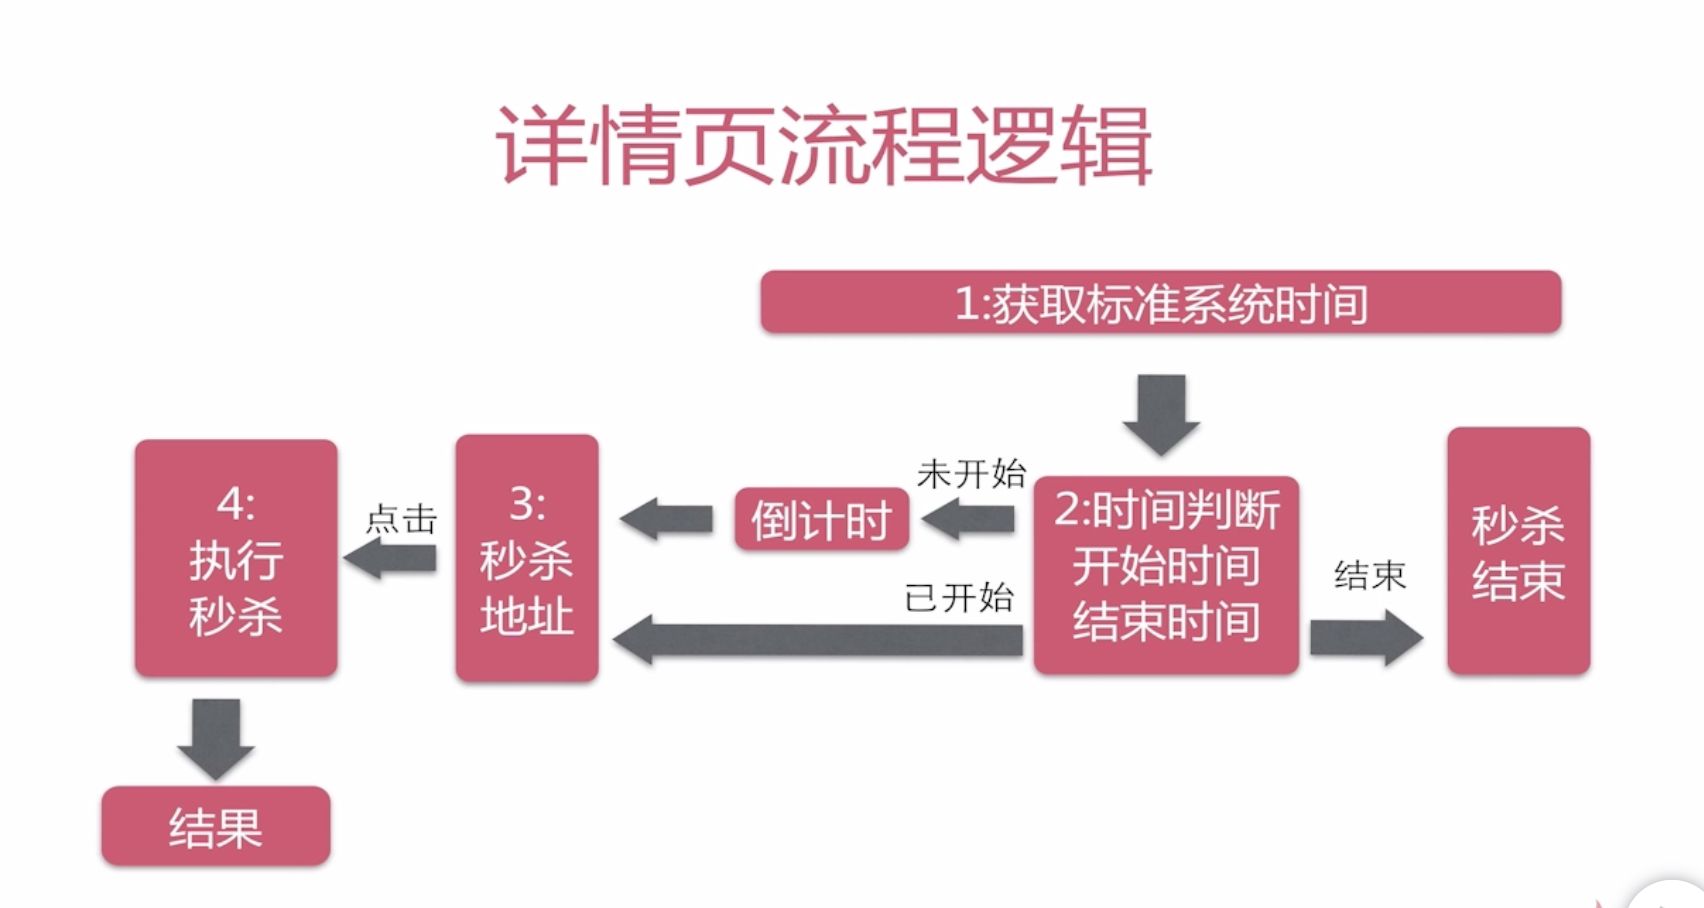 详情页流程逻辑
1:获取标准系统时间
2:时间判断
开始时间
结束时间
未开始
倒计时
已开始
结束
秒杀
结束
3:
秒杀
地址
点击
4:
执行
秒杀
结果